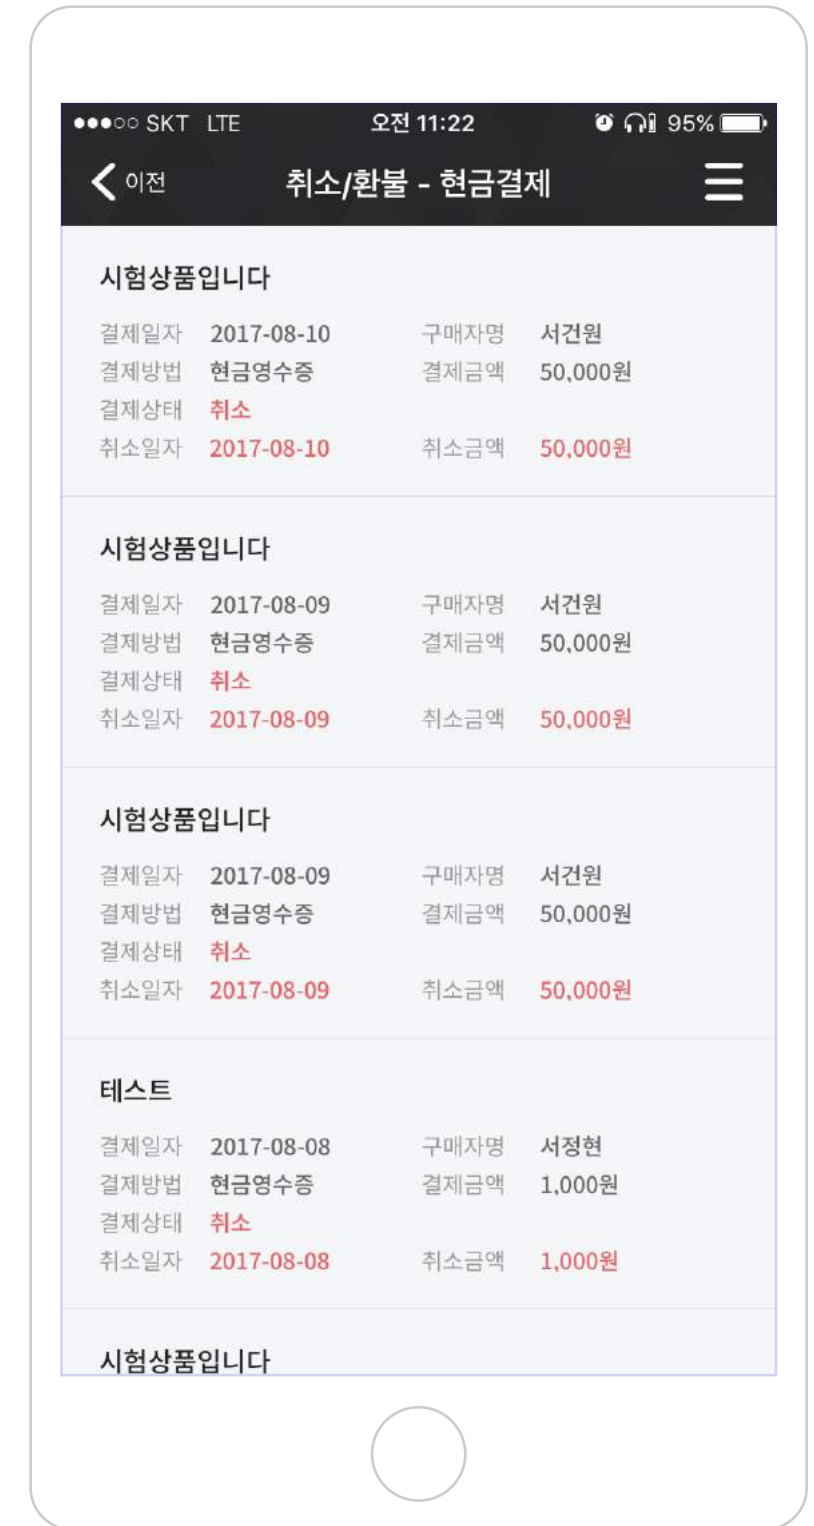 SKT LTE 오전 11:22 95%
이전 취소/환불 - 현금결제
시험상품입니다
결제일자 2017-08-10 구매자명 서건원
결제방법 현금영수증 결제금액 50,000원
결제상태 취소
취소일자 2017-08-10 취소금액 50,000원
시험상품입니다
결제일자 2017-08-09 구매자명 서건원
결제방법 현금영수증 결제금액 50,000원
결제상태 취소
취소일자 2017-08-09 취소금액 50,000원
시험상품입니다
결제일자 2017-08-09 구매자명 서건원
결제방법 현금영수증 결제금액 50,000원
결제상태 취소
취소일자 2017-08-09 취소금액 50,000원
테스트
결제일자 2017-08-08 구매자명 서정현
결제방법 현금영수증 결제금액 1,000원
결제상태 취소
취소일자 2017-08-08 취소금액 1,000원
시험상품입니다